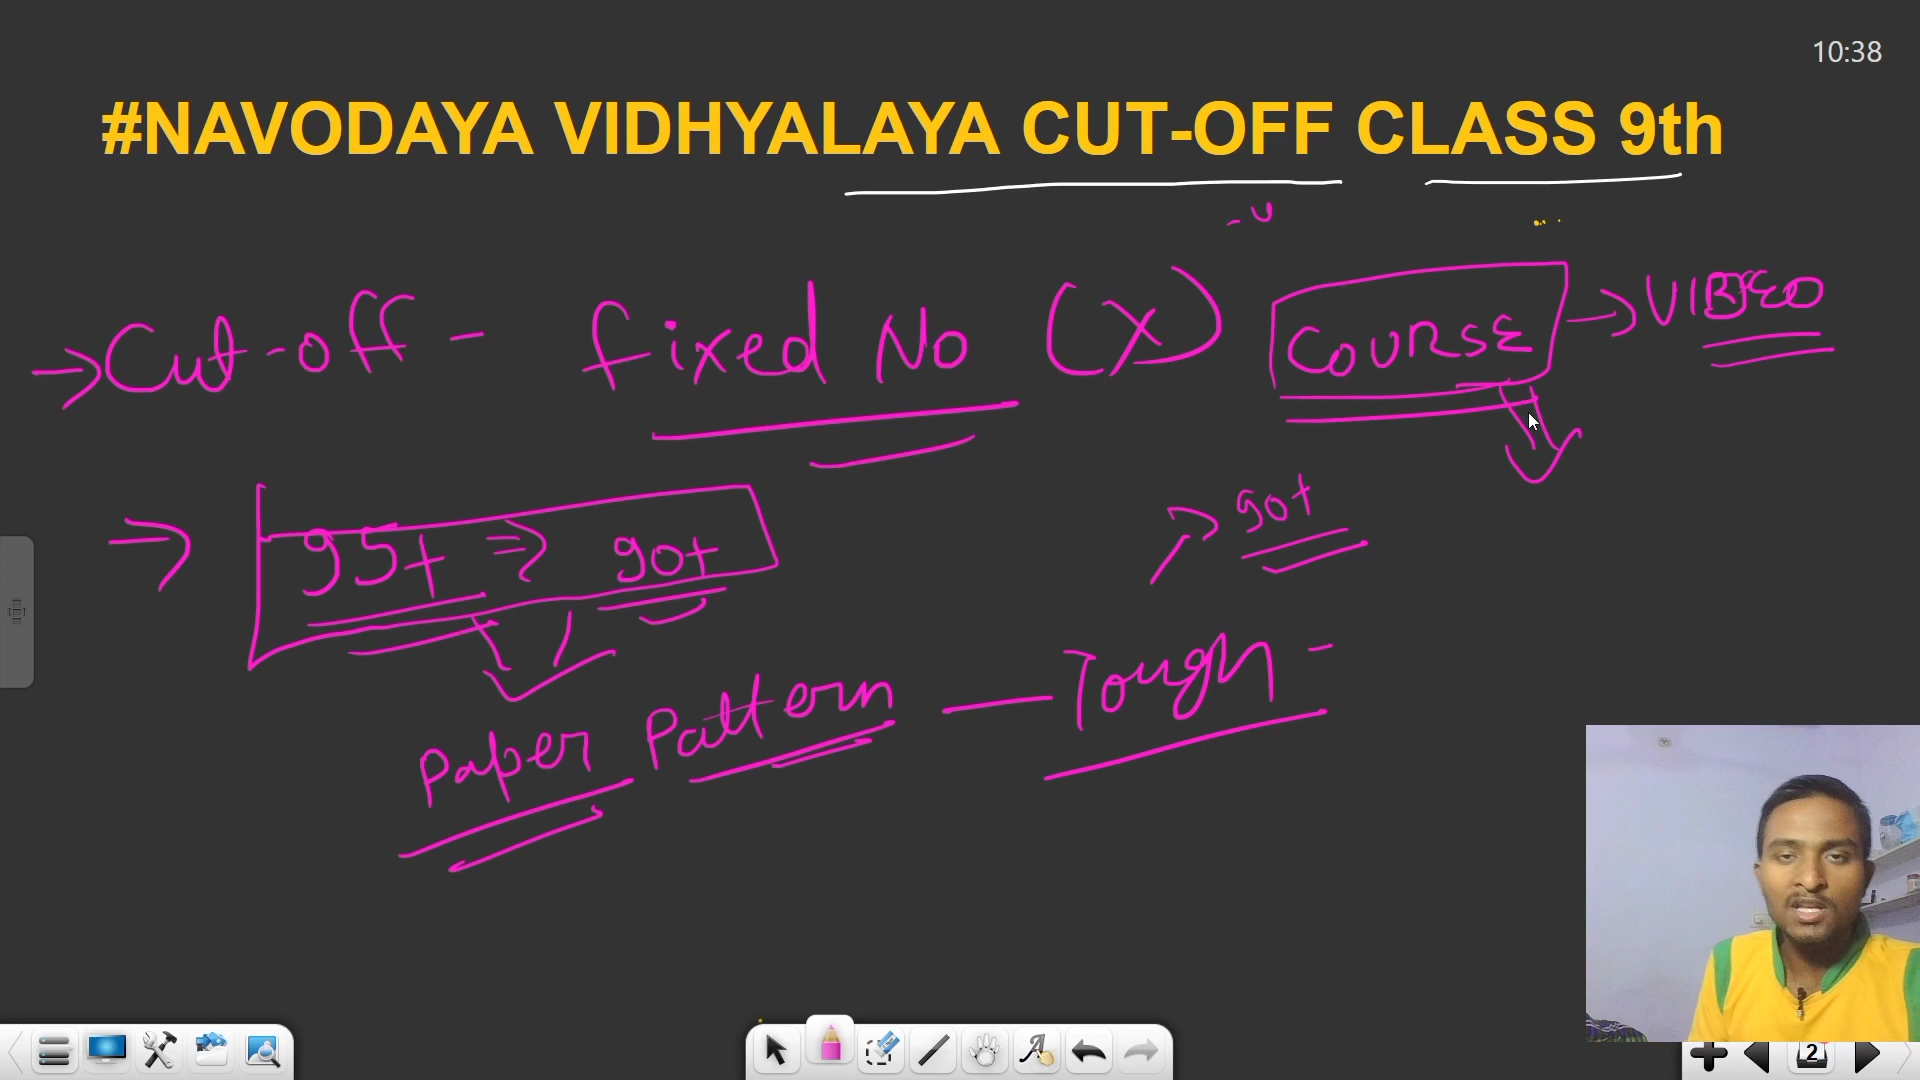 10:38
#NAVODAYA VIDHYALAYA CUT-OFF CLASS 9th
→ Cut-off - fixed No (X) COURSE → VIDEO
→ 95+ ⇒ 90+
→ 90+
Paper Pattern — Tough -
2